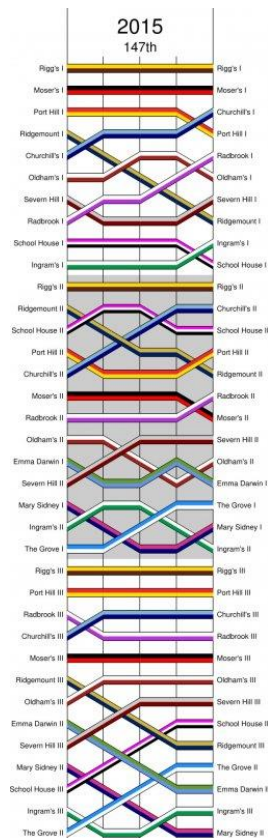 2015
147th
Rigg's I Rigg's I
Moser's I Moser's I
Port Hill I Churchill's I
Ridgemount I Port Hill I
Churchill's I Radbrook I
Oldham's I Oldham's I
Severn Hill I Severn Hill I
Radbrook I Ridgemount I
School House I Ingram's I
Ingram's I School House I
Rigg's II Rigg's II
Ridgemount II Churchill's II
School House II School House II
Port Hill II Port Hill II
Churchill's II Ridgemount II
Moser's II Radbrook II
Radbrook II Moser's II
Oldham's II Severn Hill II
Emma Darwin I Oldham's II
Severn Hill II Emma Darwin I
Mary Sidney I The Grove I
Ingram's II Mary Sidney I
The Grove I Ingram's II
Rigg's III Rigg's III
Port Hill III Port Hill III
Radbrook III Churchill's III
Churchill's III Radbrook III
Moser's III Moser's III
Ridgemount III Oldham's III
Oldham's III Severn Hill III
Emma Darwin II School House III
Severn Hill III Ridgemount III
Mary Sidney II The Grove II
School House III Emma Darwin II
Ingram's III Ingram's III
The Grove II Mary Sidney II